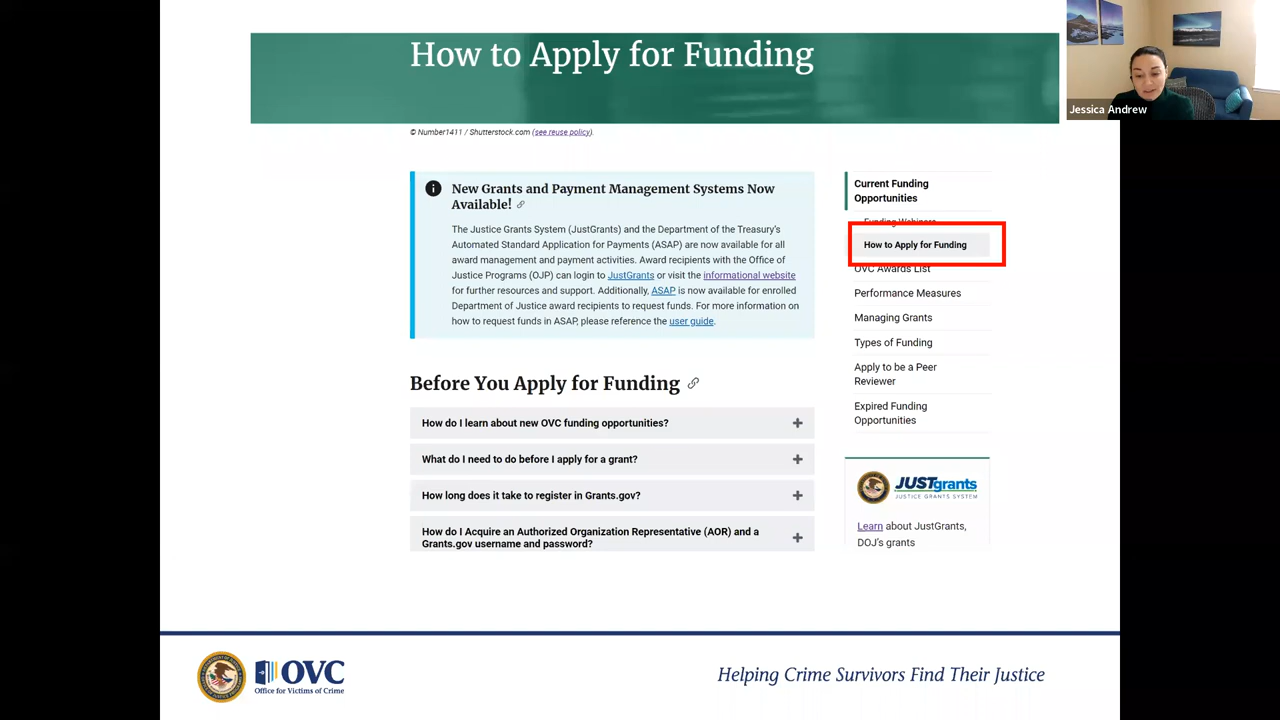 How to Apply for Funding
Jessica Andrew
© Number1411 / Shutterstock.com (see reuse policy).
New Grants and Payment Management Systems Now
Available!
The Justice Grants System (JustGrants) and the Department of the Treasury's
Automated Standard Application for Payments (ASAP) are now available for all
award management and payment activities. Award recipients with the Office of
Justice Programs (OJP) can login to JustGrants or visit the informational website
for further resources and support. Additionally, ASAP is now available for enrolled
Department of Justice award recipients to request funds. For more information on
how to request funds in ASAP, please reference the user guide.
Before You Apply for Funding
How do I learn about new OVC funding opportunities?
What do I need to do before I apply for a grant?
How long does it take to register in Grants.gov?
How do I Acquire an Authorized Organization Representative (AOR) and a
Grants.gov username and password?
Current Funding
Opportunities
Funding Webinars
How to Apply for Funding
OVC Awards List
Performance Measures
Managing Grants
Types of Funding
Apply to be a Peer
Reviewer
Expired Funding
Opportunities
JUSTgrants
JUSTICE GRANTS SYSTEM
Learn about JustGrants,
DOJ's grants
OVC
Office for Victims of Crime
Helping Crime Survivors Find Their Justice